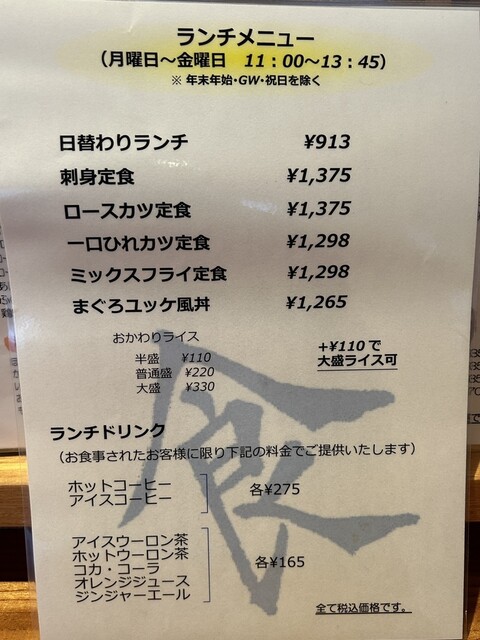 ランチメニュー
（月曜日～金曜日　11：00～13：45）
※ 年末年始・GW・祝日を除く
日替わりランチ ¥913
刺身定食 ¥1,375
ロースカツ定食 ¥1,375
一口ひれカツ定食 ¥1,298
ミックスフライ定食 ¥1,298
まぐろユッケ風丼 ¥1,265
おかわりライス
半盛 ¥110
普通盛 ¥220
大盛 ¥330
+¥110で
大盛ライス可
食
ランチドリンク
（お食事されたお客様に限り下記の料金でご提供いたします）
ホットコーヒー
アイスコーヒー
各¥275
アイスウーロン茶
ホットウーロン茶
コカ・コーラ
オレンジジュース
ジンジャーエール
各¥165
全て税込価格です。